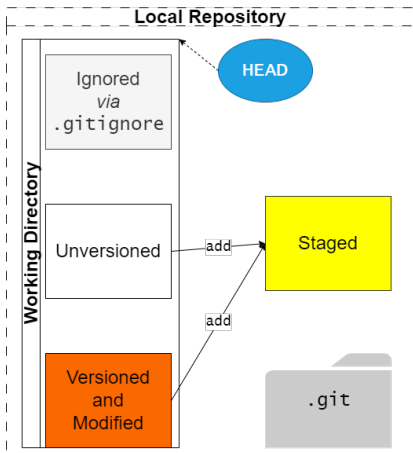 Local Repository
Ignored
via
.gitignore
HEAD
Working Directory
Unversioned
add
Staged
add
Versioned
and
Modified
.git